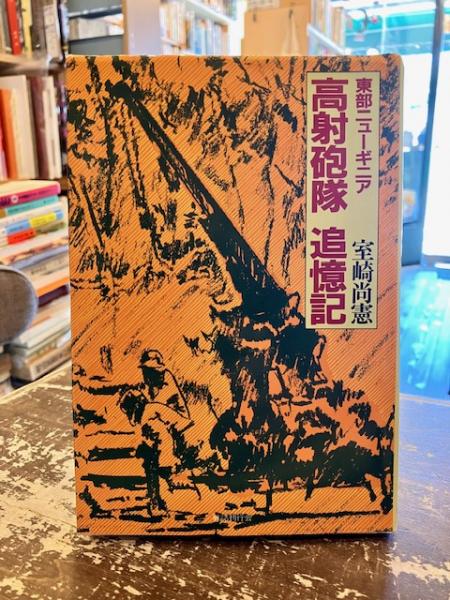 東部ニューギニア
高射砲隊 追憶記
室崎尚憲